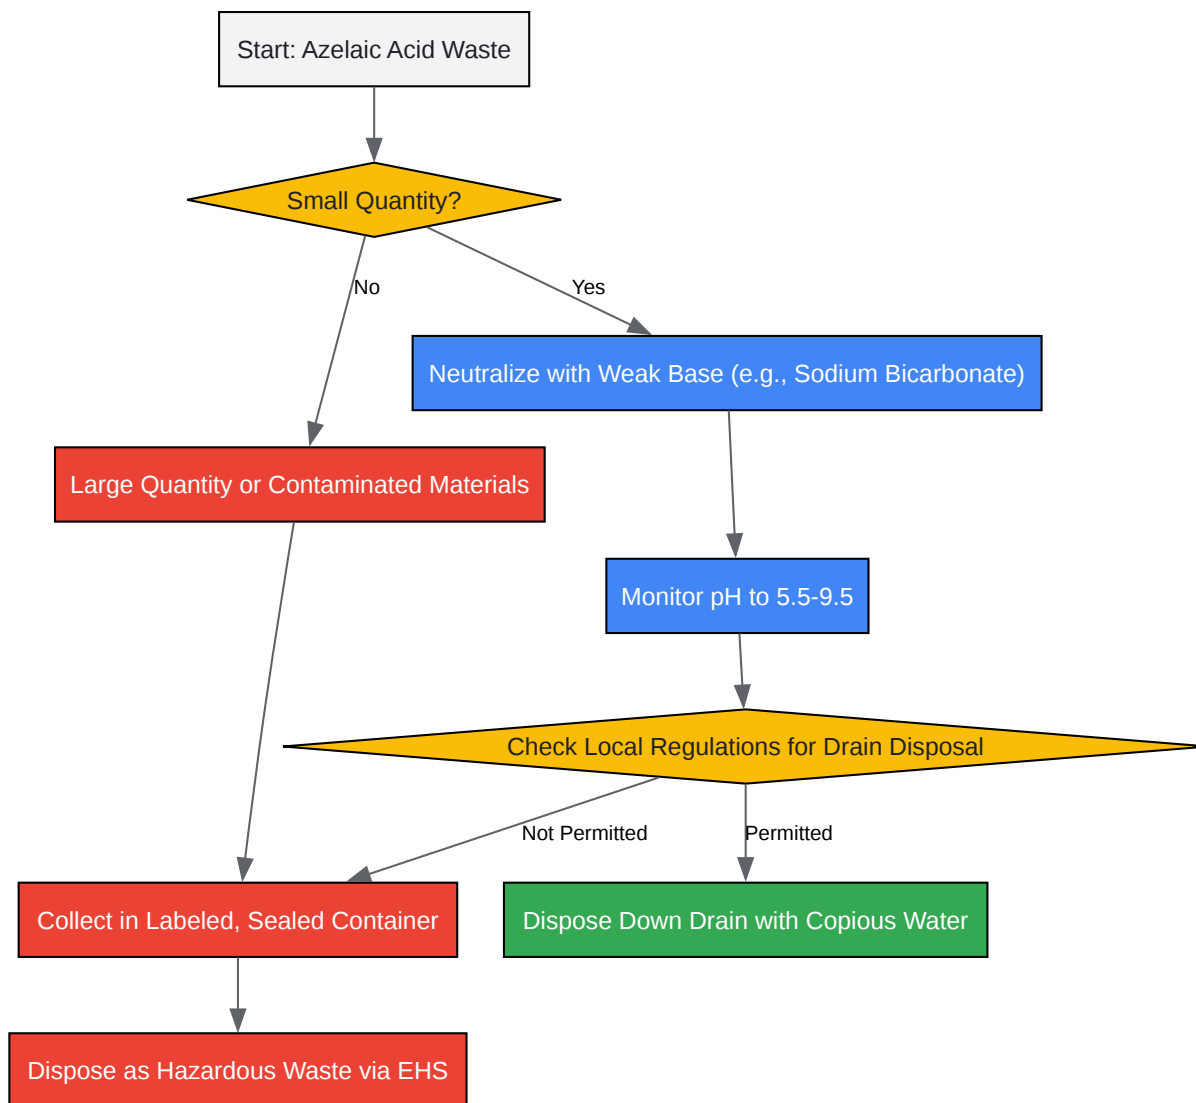 Start: Azelaic Acid Waste
Small Quantity?
No
Yes
Neutralize with Weak Base (e.g., Sodium Bicarbonate)
Large Quantity or Contaminated Materials
Monitor pH to 5.5-9.5
Check Local Regulations for Drain Disposal
Not Permitted
Permitted
Collect in Labeled, Sealed Container
Dispose Down Drain with Copious Water
Dispose as Hazardous Waste via EHS